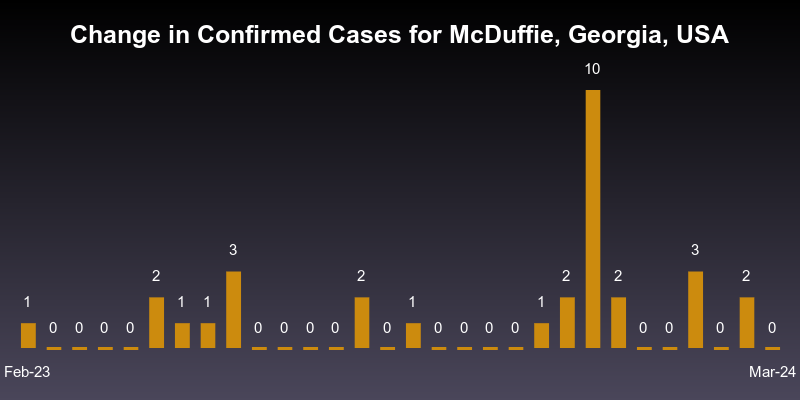 Change in Confirmed Cases for McDuffie, Georgia, USA
1 0 0 0 0 2 1 1 3 0 0 0 0 2 0 1 0 0 0 0 1 2 10 2 0 0 3 0 2 0
Feb-23 Mar-24